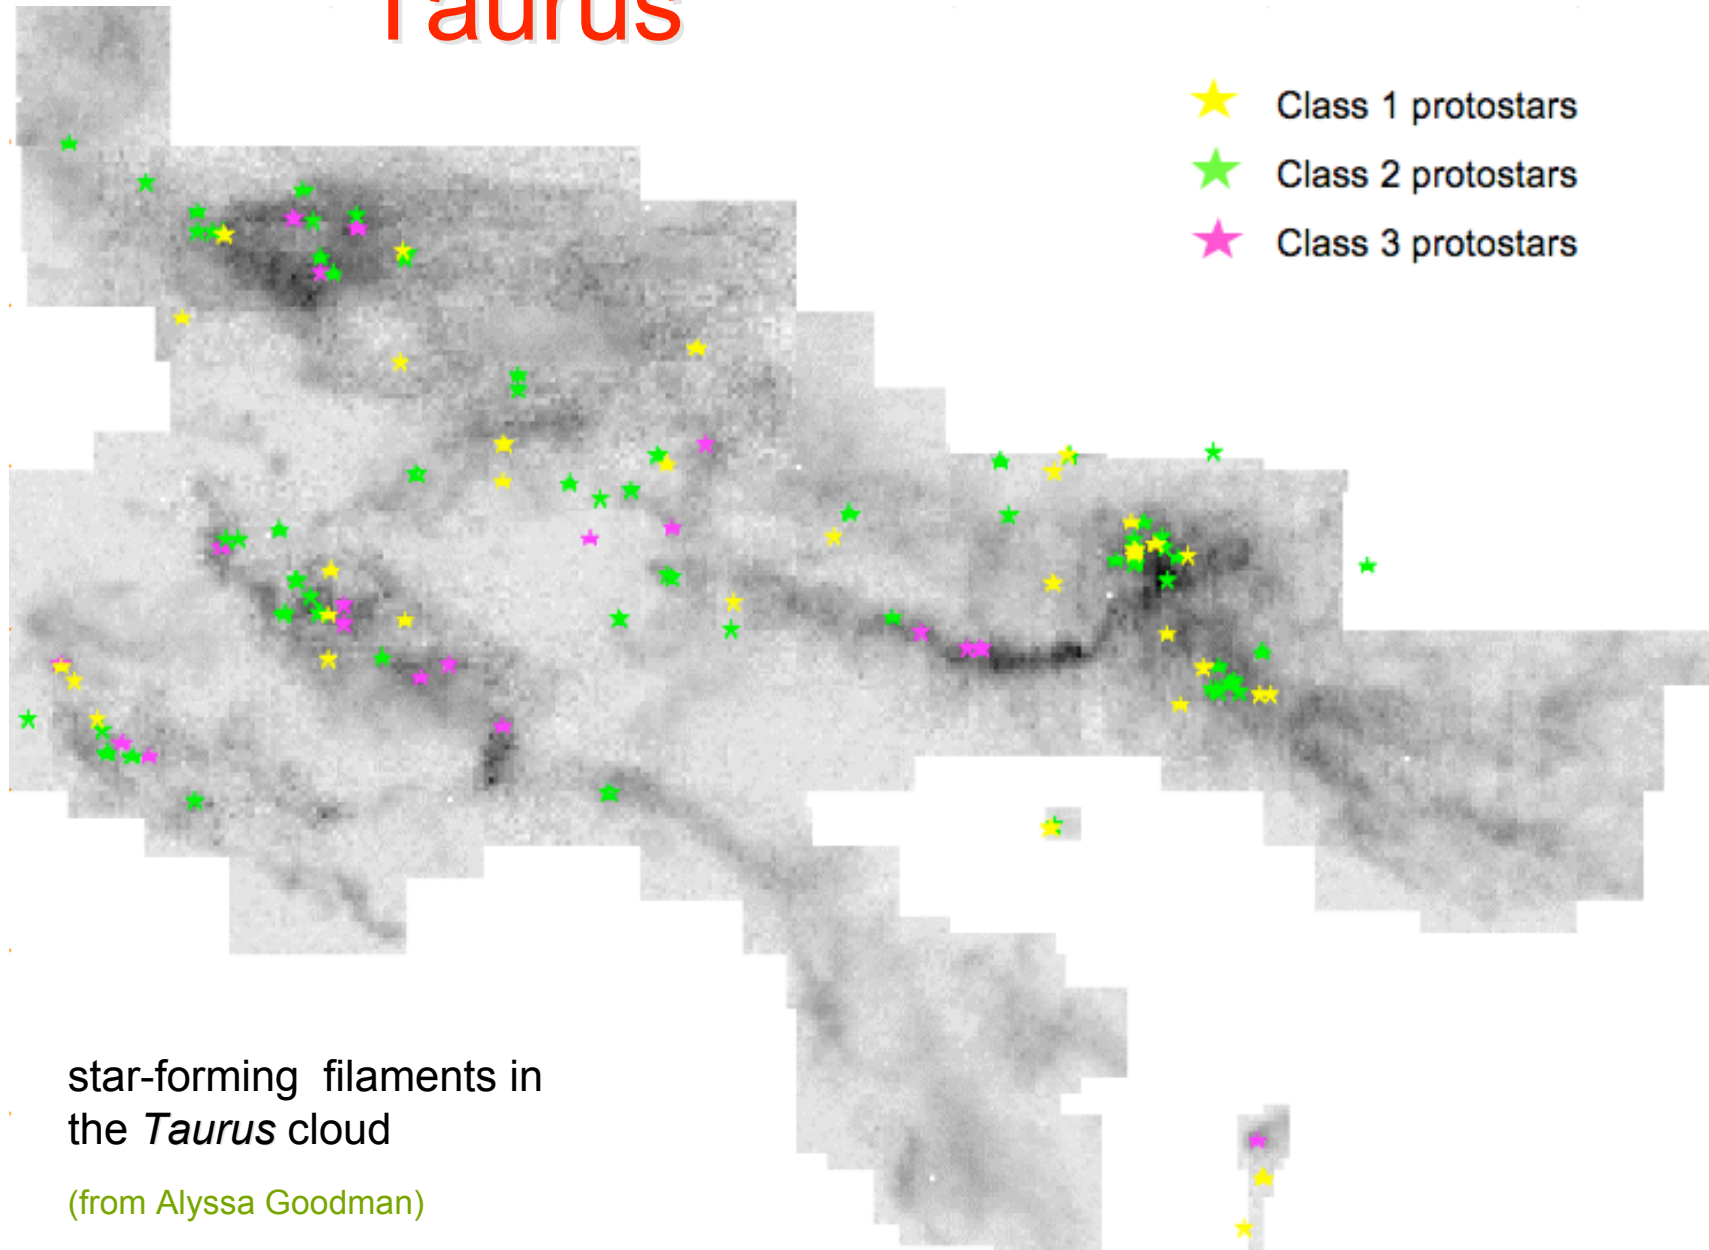 Taurus
Class 1 protostars
Class 2 protostars
Class 3 protostars
star-forming filaments in
the Taurus cloud
(from Alyssa Goodman)